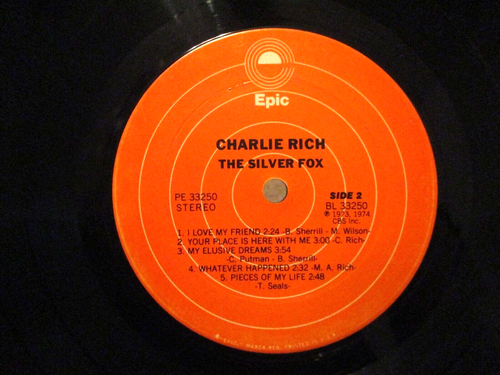 Epic
CHARLIE RICH
THE SILVER FOX
PE 33250 SIDE 2
STEREO BL 33250
℗ 1973, 1974
CBS Inc.
1. I LOVE MY FRIEND 2:24 -B. Sherrill - M. Wilson-
2. YOUR PLACE IS HERE WITH ME 3:00 -C. Rich-
3. MY ELUSIVE DREAMS 3:54
-C. Putman - B. Sherrill-
4. WHATEVER HAPPENED 2:32 -M. A. Rich-
5. PIECES OF MY LIFE 2:48
-T. Seals-